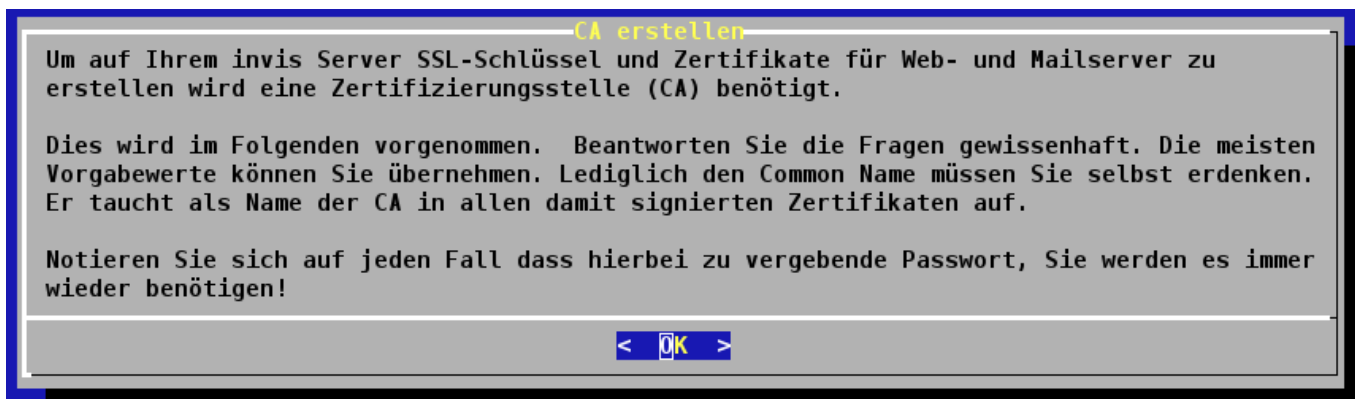 CA erstellen
Um auf Ihrem invis Server SSL-Schlüssel und Zertifikate für Web- und Mailserver zu
erstellen wird eine Zertifizierungsstelle (CA) benötigt.
Dies wird im Folgenden vorgenommen.  Beantworten Sie die Fragen gewissenhaft. Die meisten
Vorgabewerte können Sie übernehmen. Lediglich den Common Name müssen Sie selbst erdenken.
Er taucht als Name der CA in allen damit signierten Zertifikaten auf.
Notieren Sie sich auf jeden Fall dass hierbei zu vergebende Passwort, Sie werden es immer
wieder benötigen!
<  OK  >